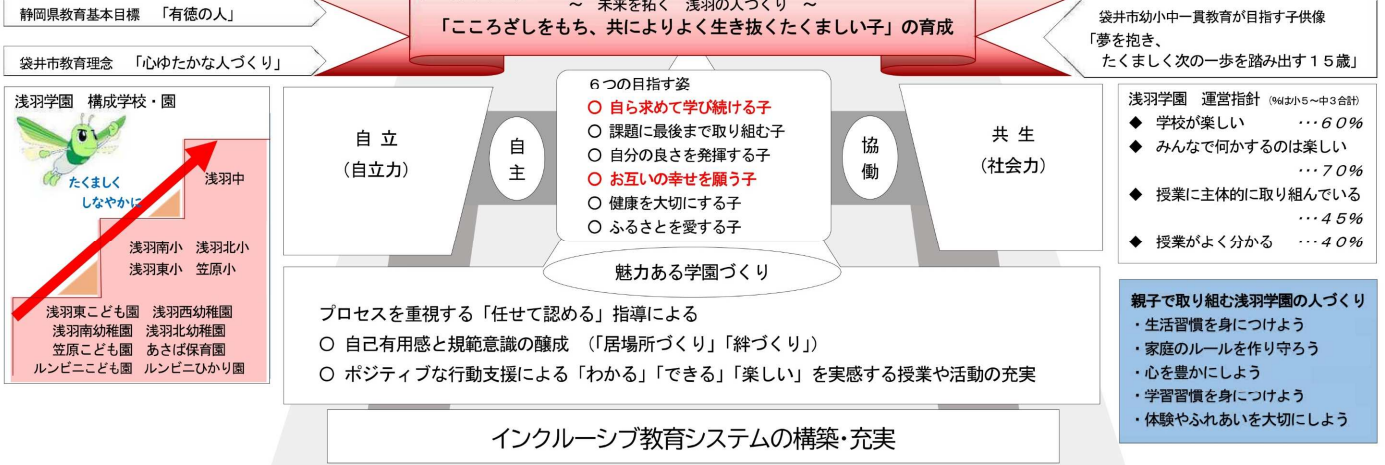 静岡県教育基本目標 「有徳の人」
袋井市教育理念 「心ゆたかな人づくり」
～ 未来を拓く 浅羽の人づくり ～
「こころざしをもち、共によりよく生き抜くたくましい子」の育成
袋井市幼小中一貫教育が目指す子供像
「夢を抱き、
たくましく次の一歩を踏み出す１５歳」
浅羽学園 構成学校・園
たくましく
しなやかに
浅羽中
浅羽南小 浅羽北小
浅羽東小 笠原小
浅羽東こども園 浅羽西幼稚園
浅羽南幼稚園 浅羽北幼稚園
笠原こども園 あさば保育園
ルンビニこども園 ルンビニひかり園
自 立
（自立力）
自
主
６つの目指す姿
○ 自ら求めて学び続ける子
○ 課題に最後まで取り組む子
○ 自分の良さを発揮する子
○ お互いの幸せを願う子
○ 健康を大切にする子
○ ふるさとを愛する子
協
働
共 生
（社会力）
魅力ある学園づくり
プロセスを重視する「任せて認める」指導による
○ 自己有用感と規範意識の醸成 （「居場所づくり」「絆づくり」）
○ ポジティブな行動支援による「わかる」「できる」「楽しい」を実感する授業や活動の充実
インクルーシブ教育システムの構築・充実
浅羽学園 運営指針 （%は小５～中３合計）
◆ 学校が楽しい ･･･６０%
◆ みんなで何かするのは楽しい
･･･７０%
◆ 授業に主体的に取り組んでいる
･･･４５%
◆ 授業がよく分かる ･･･４０%
親子で取り組む浅羽学園の人づくり
・生活習慣を身につけよう
・家庭のルールを作り守ろう
・心を豊かにしよう
・学習習慣を身につけよう
・体験やふれあいを大切にしよう